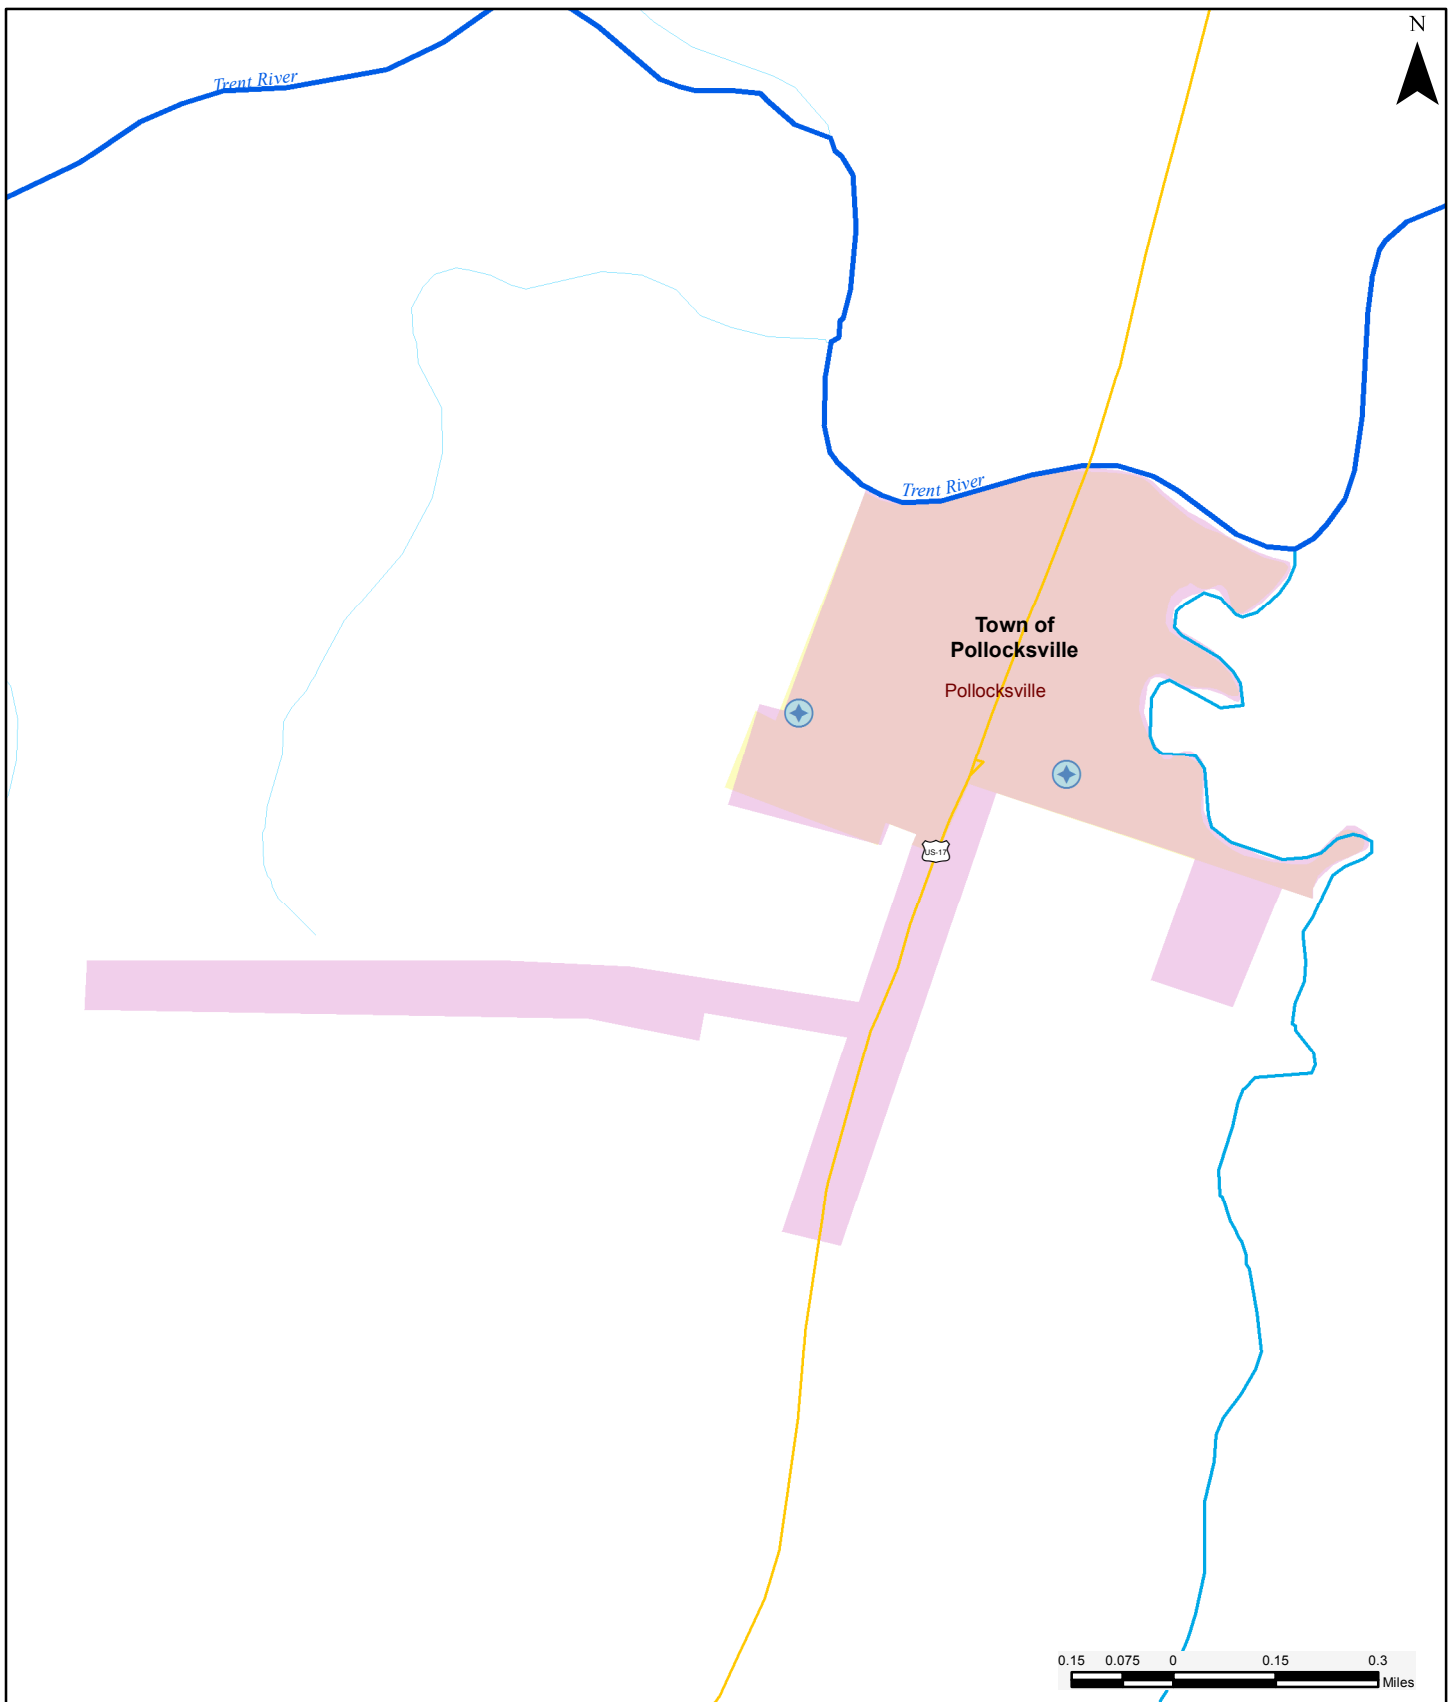 N
Trent River
Trent River
Town of
Pollocksville
Pollocksville
US-17
0.15 0.075 0 0.15 0.3
Miles